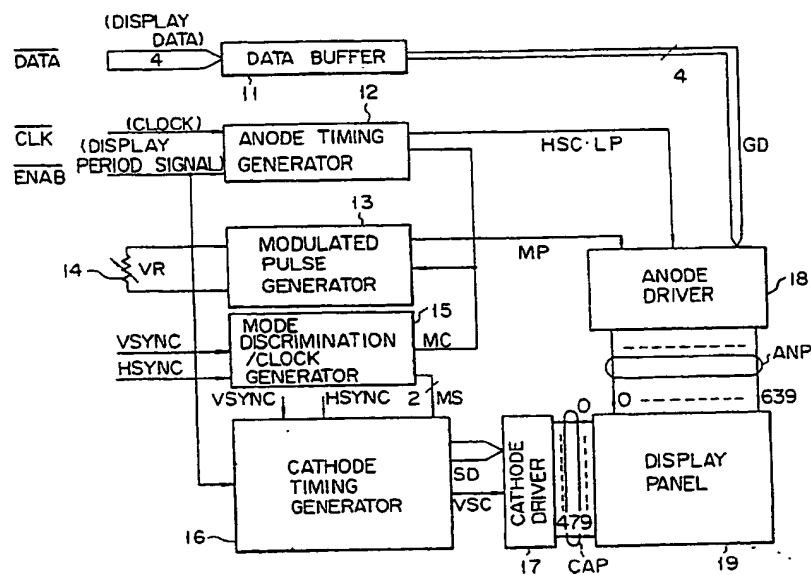 (DISPLAY
DATA)
DATA
4
DATA BUFFER
11
4
12
(CLOCK)
CLK
(DISPLAY
PERIOD SIGNAL)
ENAB
ANODE TIMING
GENERATOR
HSC·LP
GD
13
14
VR
MODULATED
PULSE
GENERATOR
MP
ANODE
DRIVER
18
15
VSYNC
HSYNC
MODE
DISCRIMINATION
/CLOCK
GENERATOR
MC
ANP
VSYNC
HSYNC
2
MS
0
0
639
CATHODE
TIMING
GENERATOR
16
SD
VSC
CATHODE
DRIVER
17
479
CAP
DISPLAY
PANEL
19